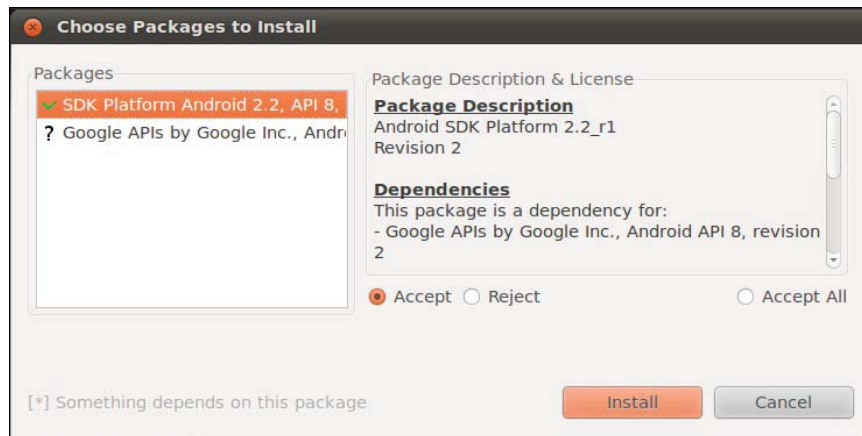 Choose Packages to Install
Packages
SDK Platform Android 2.2, API 8,
? Google APIs by Google Inc., Andr
Package Description & License
Package Description
Android SDK Platform 2.2_r1
Revision 2
Dependencies
This package is a dependency for:
- Google APIs by Google Inc., Android API 8, revision
2
Accept Reject Accept All
[*] Something depends on this package
Install Cancel